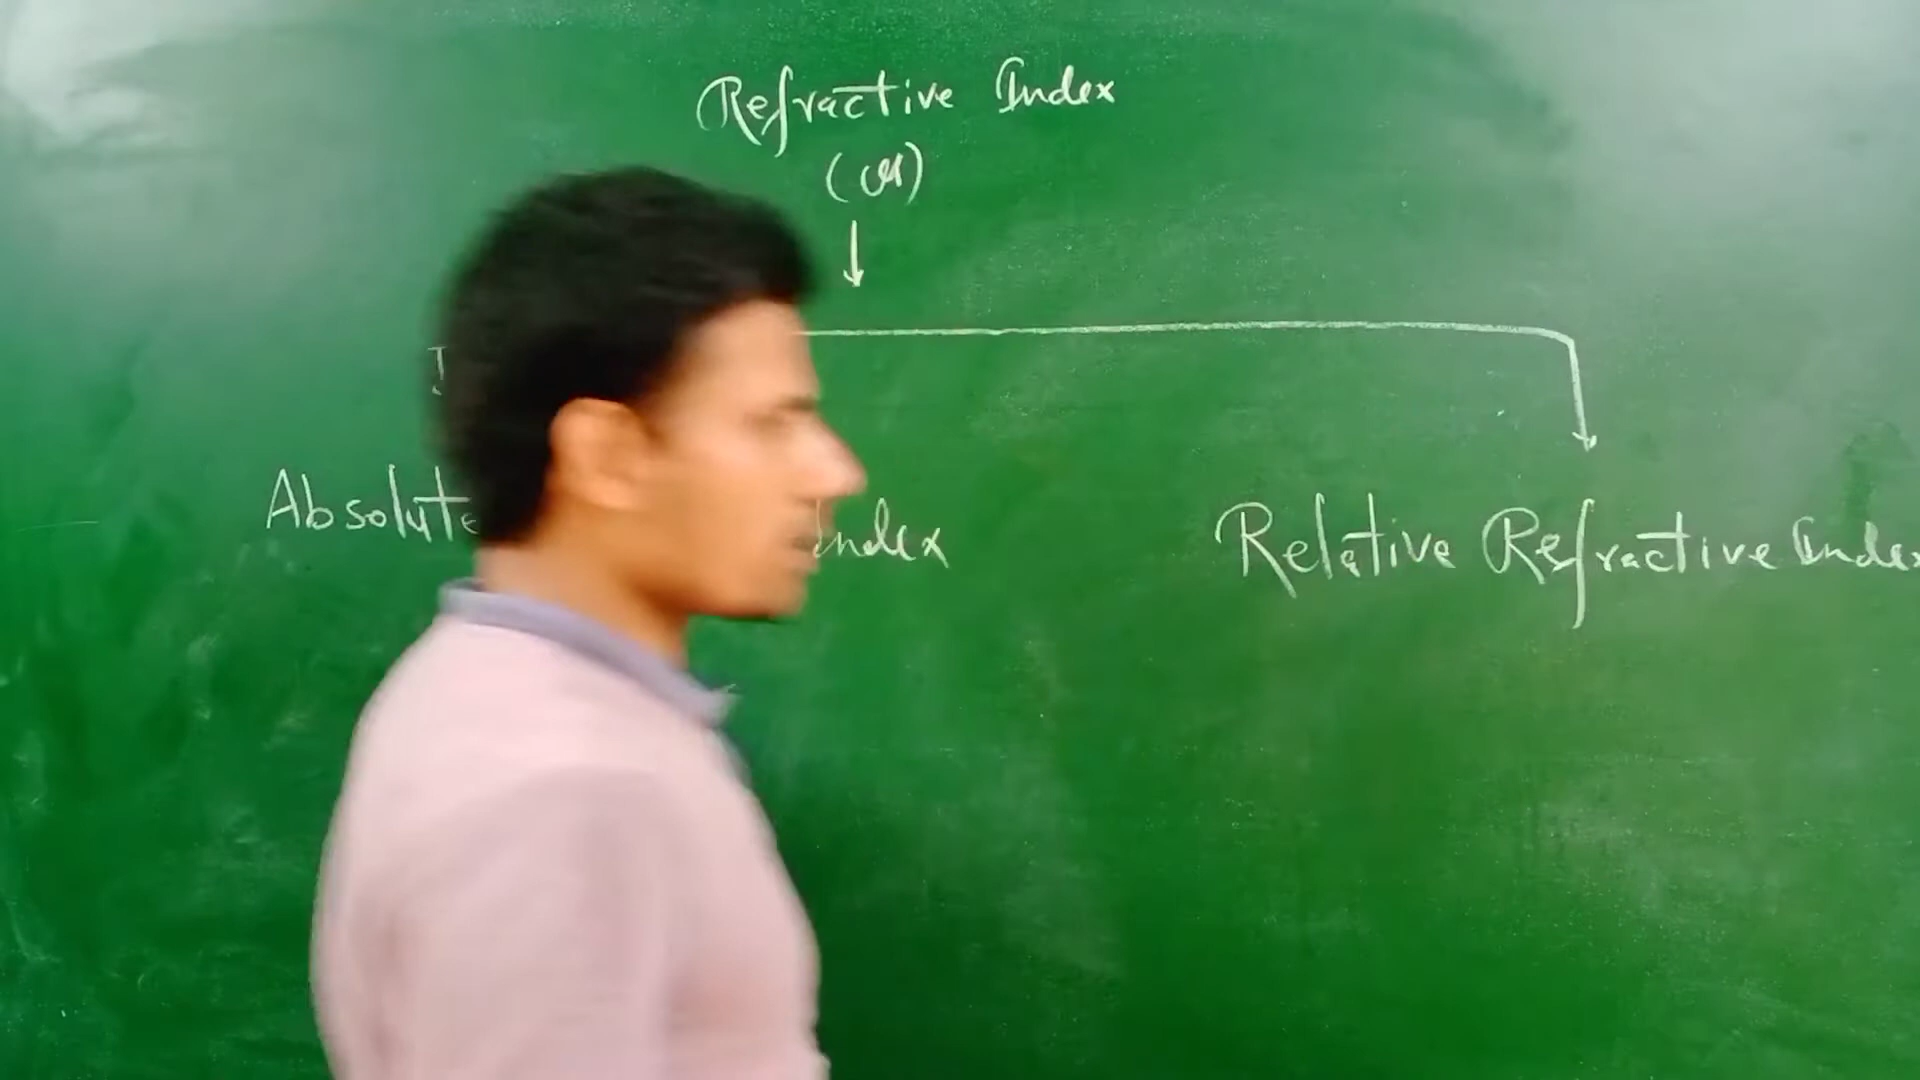 Refractive Index
(μ)
Absolute Index
Relative Refractive Index